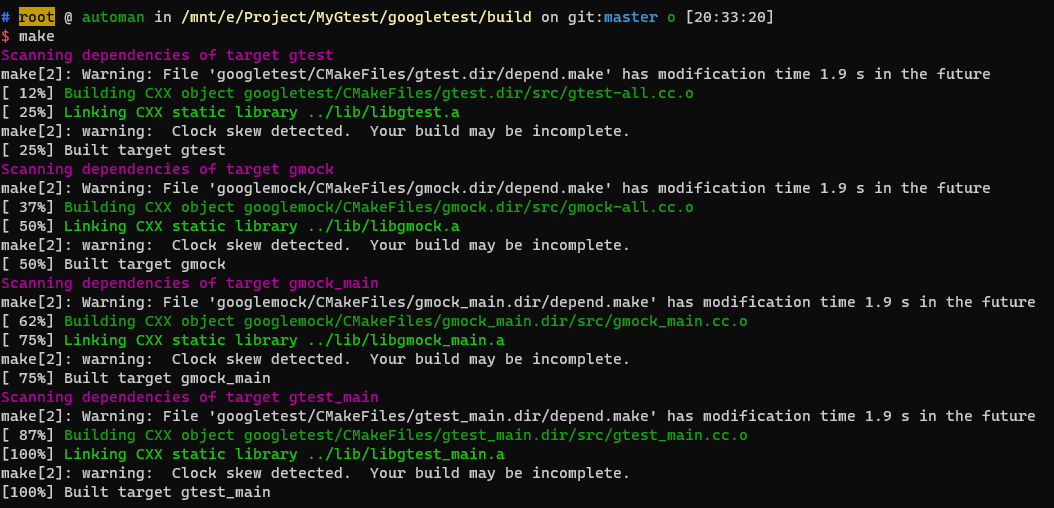 # root @ automan in /mnt/e/Project/MyGtest/googletest/build on git:master o [20:33:20]
$ make
Scanning dependencies of target gtest
make[2]: Warning: File 'googletest/CMakeFiles/gtest.dir/depend.make' has modification time 1.9 s in the future
[ 12%] Building CXX object googletest/CMakeFiles/gtest.dir/src/gtest-all.cc.o
[ 25%] Linking CXX static library ../lib/libgtest.a
make[2]: warning:  Clock skew detected.  Your build may be incomplete.
[ 25%] Built target gtest
Scanning dependencies of target gmock
make[2]: Warning: File 'googlemock/CMakeFiles/gmock.dir/depend.make' has modification time 1.9 s in the future
[ 37%] Building CXX object googlemock/CMakeFiles/gmock.dir/src/gmock-all.cc.o
[ 50%] Linking CXX static library ../lib/libgmock.a
make[2]: warning:  Clock skew detected.  Your build may be incomplete.
[ 50%] Built target gmock
Scanning dependencies of target gmock_main
make[2]: Warning: File 'googlemock/CMakeFiles/gmock_main.dir/depend.make' has modification time 1.9 s in the future
[ 62%] Building CXX object googlemock/CMakeFiles/gmock_main.dir/src/gmock_main.cc.o
[ 75%] Linking CXX static library ../lib/libgmock_main.a
make[2]: warning:  Clock skew detected.  Your build may be incomplete.
[ 75%] Built target gmock_main
Scanning dependencies of target gtest_main
make[2]: Warning: File 'googletest/CMakeFiles/gtest_main.dir/depend.make' has modification time 1.9 s in the future
[ 87%] Building CXX object googletest/CMakeFiles/gtest_main.dir/src/gtest_main.cc.o
[100%] Linking CXX static library ../lib/libgtest_main.a
make[2]: warning:  Clock skew detected.  Your build may be incomplete.
[100%] Built target gtest_main